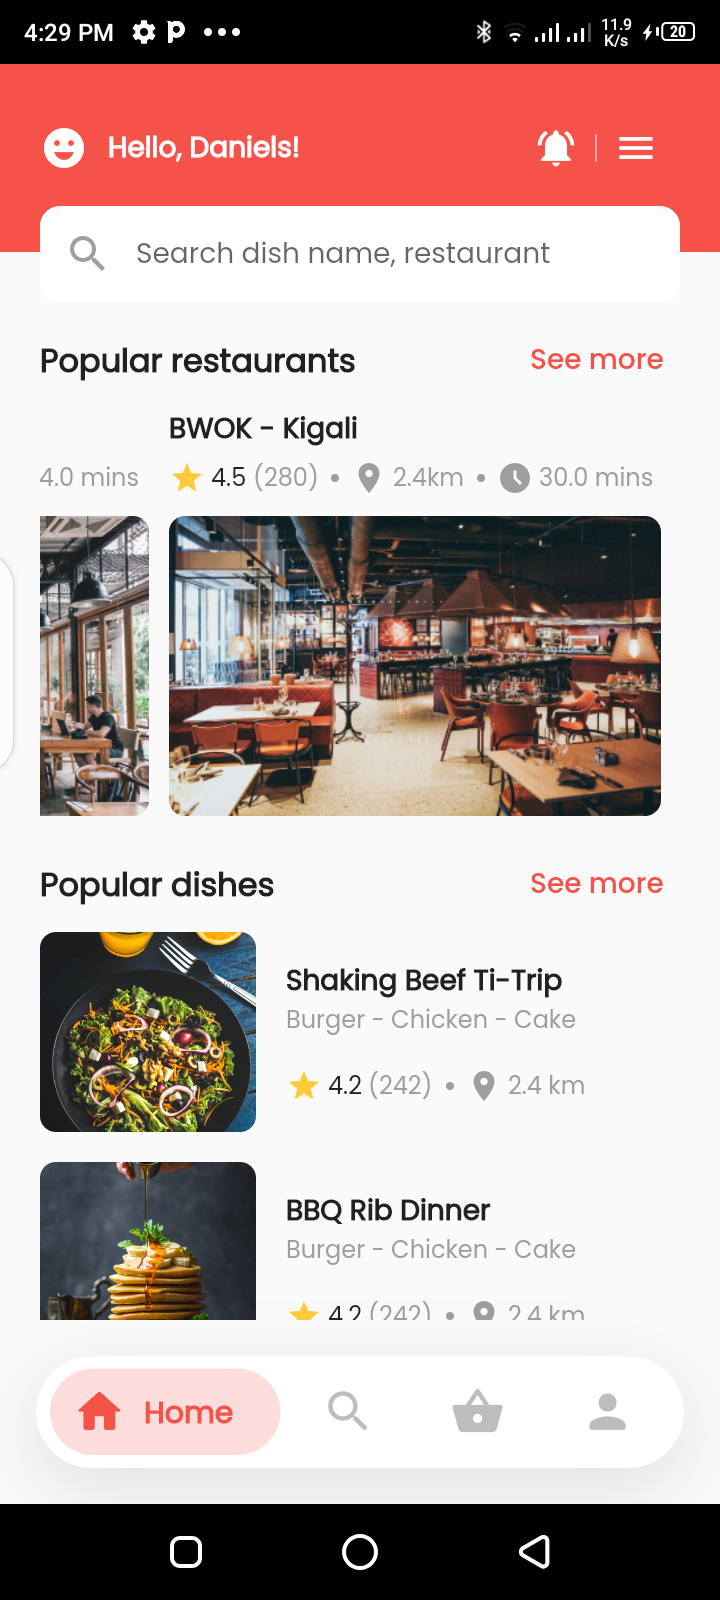 4:29 PM
11.9
K/s
20
Hello, Daniels!
Search dish name, restaurant
Popular restaurants See more
BWOK - Kigali
4.0 mins 4.5 (280) • 2.4km • 30.0 mins
Popular dishes See more
Shaking Beef Ti-Trip
Burger - Chicken - Cake
4.2 (242) • 2.4 km
BBQ Rib Dinner
Burger - Chicken - Cake
4.2 (242) • 2.4 km
Home